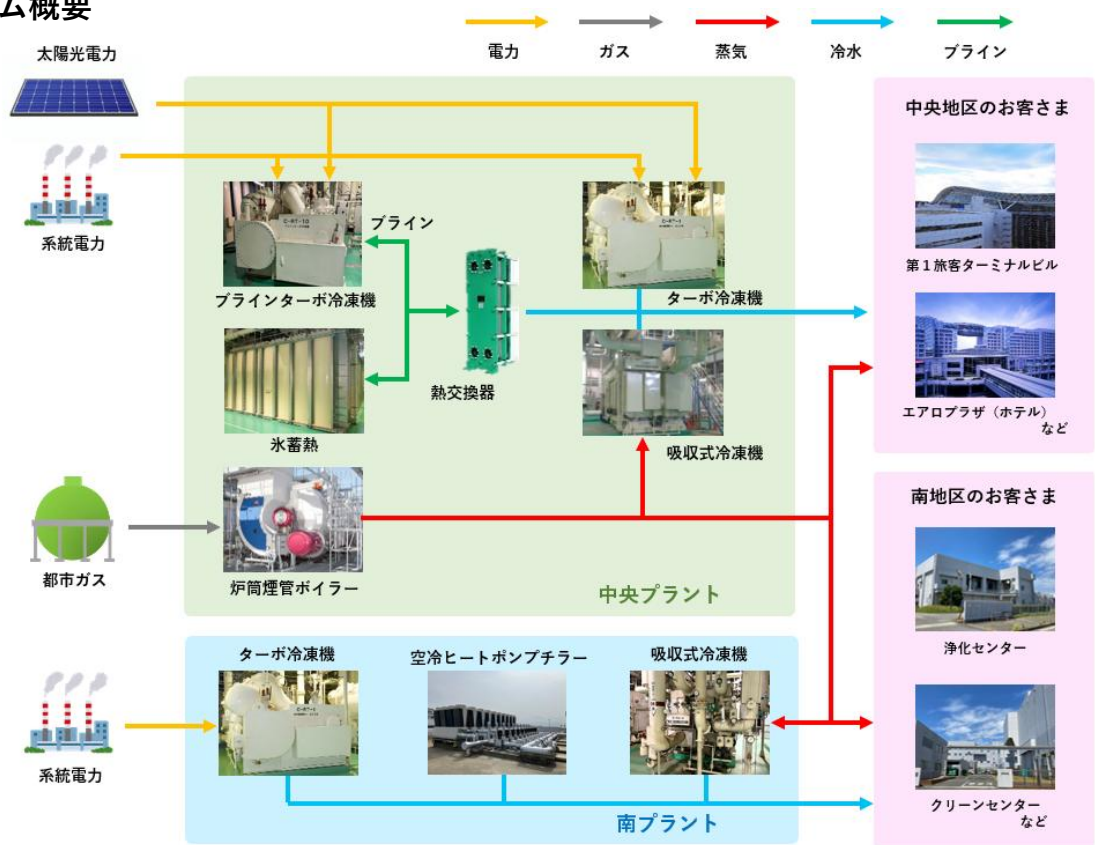 ム概要
電力
ガス
蒸気
冷水
ブライン
太陽光電力
系統電力
ブライン
ブラインターボ冷凍機
ターボ冷凍機
氷蓄熱
熱交換器
吸収式冷凍機
都市ガス
炉筒煙管ボイラー
中央プラント
中央地区のお客さま
第1旅客ターミナルビル
エアロプラザ（ホテル）
など
南地区のお客さま
浄化センター
クリーンセンター
など
系統電力
ターボ冷凍機
空冷ヒートポンプチラー
吸収式冷凍機
南プラント